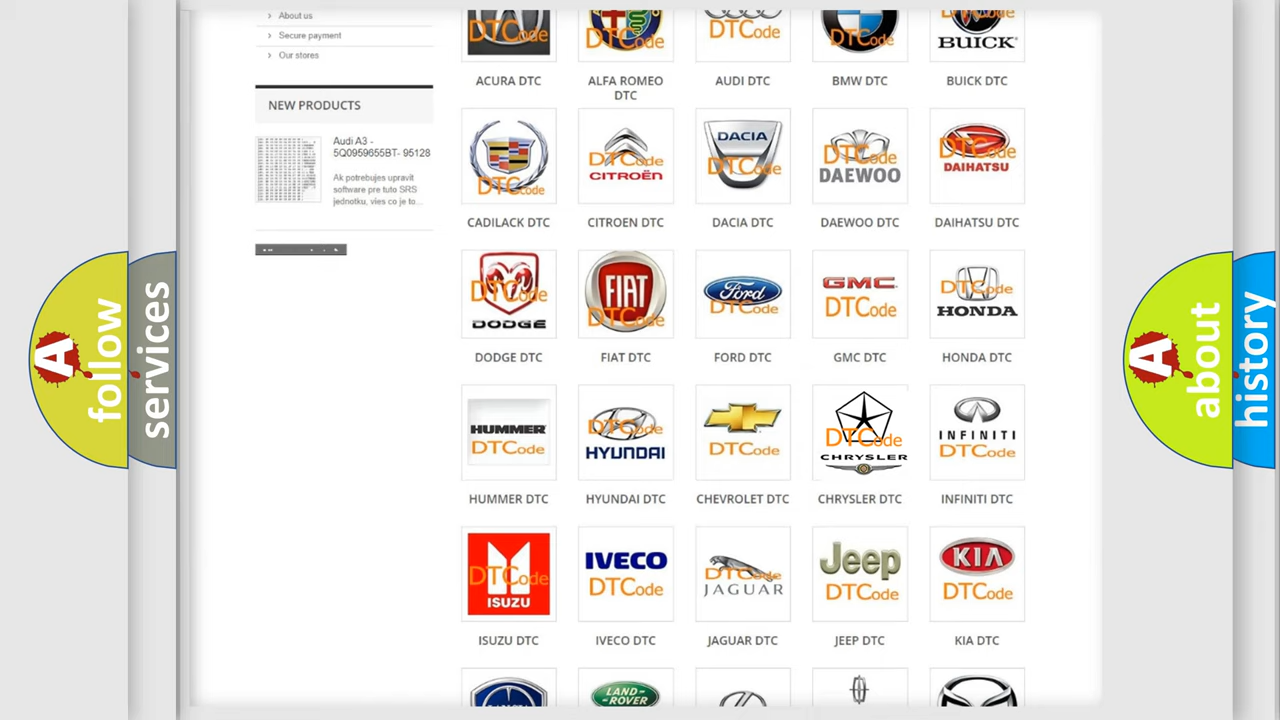 About us
Secure payment
Our stores
NEW PRODUCTS
Audi A3 -
5Q0959655BT- 95128
Ak potrebujes upravit
software pre tuto SRS
jednotku, vies co je to...
DTCode
DTCode
DTCode
DTCode
BUICK
ACURA DTC
ALFA ROMEO
DTC
AUDI DTC
BMW DTC
BUICK DTC
DTCode
DTCode
CITROËN
DACIA
DTCode
DTCode
DAEWOO
DTCode
DAIHATSU
CADILACK DTC
CITROEN DTC
DACIA DTC
DAEWOO DTC
DAIHATSU DTC
DTCode
DODGE
FIAT
DTCode
Ford
DTCode
GMC
DTCode
DTCode
HONDA
DODGE DTC
FIAT DTC
FORD DTC
GMC DTC
HONDA DTC
HUMMER
DTCode
DTCode
HYUNDAI
DTCode
DTCode
CHRYSLER
INFINITI
DTCode
HUMMER DTC
HYUNDAI DTC
CHEVROLET DTC
CHRYSLER DTC
INFINITI DTC
DTCode
ISUZU
IVECO
DTCode
DTCode
JAGUAR
Jeep
DTCode
KIA
DTCode
ISUZU DTC
IVECO DTC
JAGUAR DTC
JEEP DTC
KIA DTC
LAND-
ROVER
A
follow
services
A
about
history